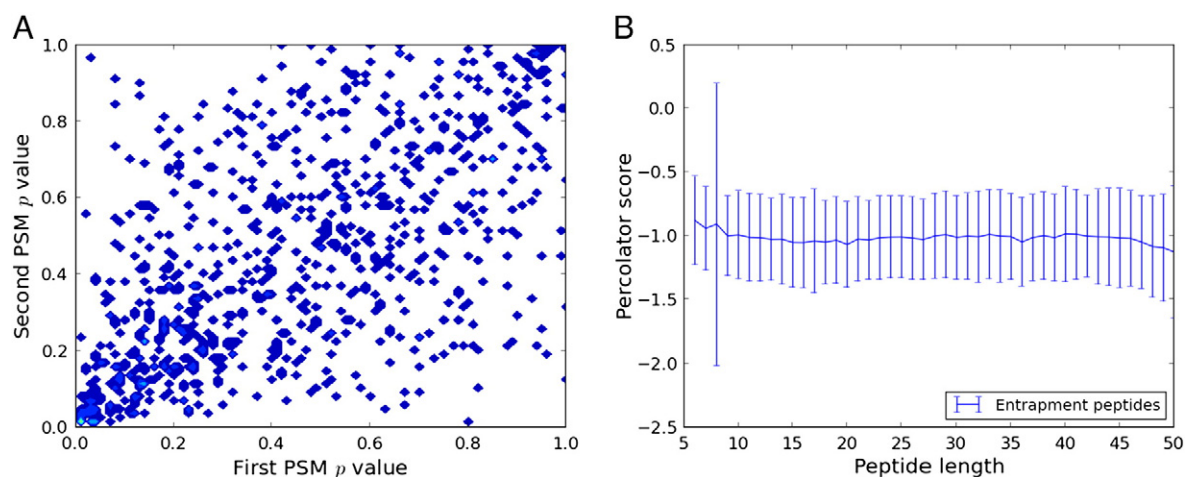 A
1.0
0.8
0.6
0.4
0.2
0.0
Second PSM p value
0.0 0.2 0.4 0.6 0.8 1.0
First PSM p value
B
0.5
0.0
−0.5
−1.0
−1.5
−2.0
−2.5
Percolator score
Entrapment peptides
5 10 15 20 25 30 35 40 45 50
Peptide length